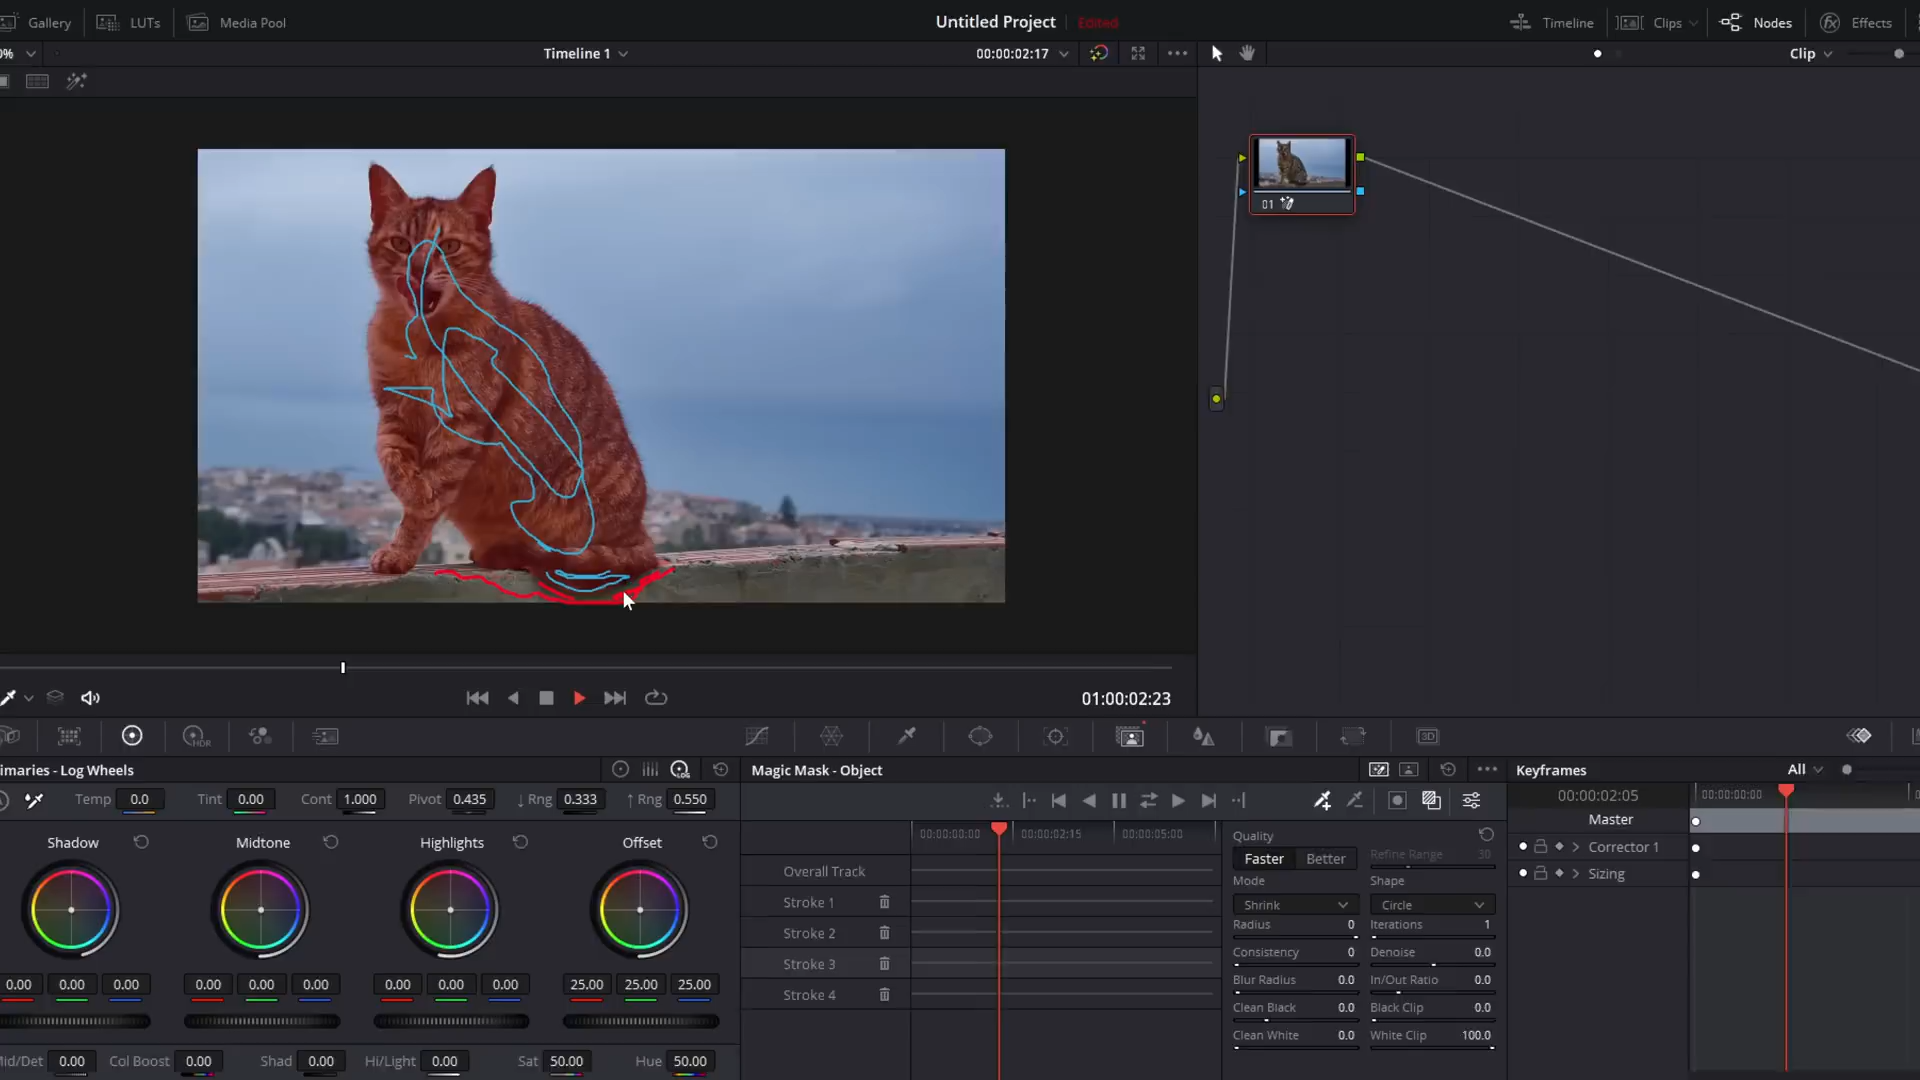 Gallery LUTs Media Pool Untitled Project Edited Timeline Clips Nodes Effects
0% Timeline 1 00:00:02:17 Clip
01
01:00:02:23
HDR 3D
imaries - Log Wheels LOG Magic Mask - Object Keyframes All
Temp 0.0 Tint 0.00 Cont 1.000 Pivot 0.435 ↓ Rng 0.333 ↑ Rng 0.550 00:00:02:05 00:00:00:00
Shadow Midtone Highlights Offset
00:00:00:00 00:00:02:15 00:00:05:00
Quality
Faster Better Refine Range 30
Mode Shape
Shrink Circle
Radius 0 Iterations 1
Consistency 0 Denoise 0.0
Blur Radius 0.0 In/Out Ratio 0.0
Clean Black 0.0 Black Clip 0.0
Clean White 0.0 White Clip 100.0
Overall Track
Stroke 1
Stroke 2
Stroke 3
Stroke 4
Master
Corrector 1
Sizing
0.00 0.00 0.00 0.00 0.00 0.00 0.00 0.00 0.00 25.00 25.00 25.00
Mid/Det 0.00 Col Boost 0.00 Shad 0.00 Hi/Light 0.00 Sat 50.00 Hue 50.00